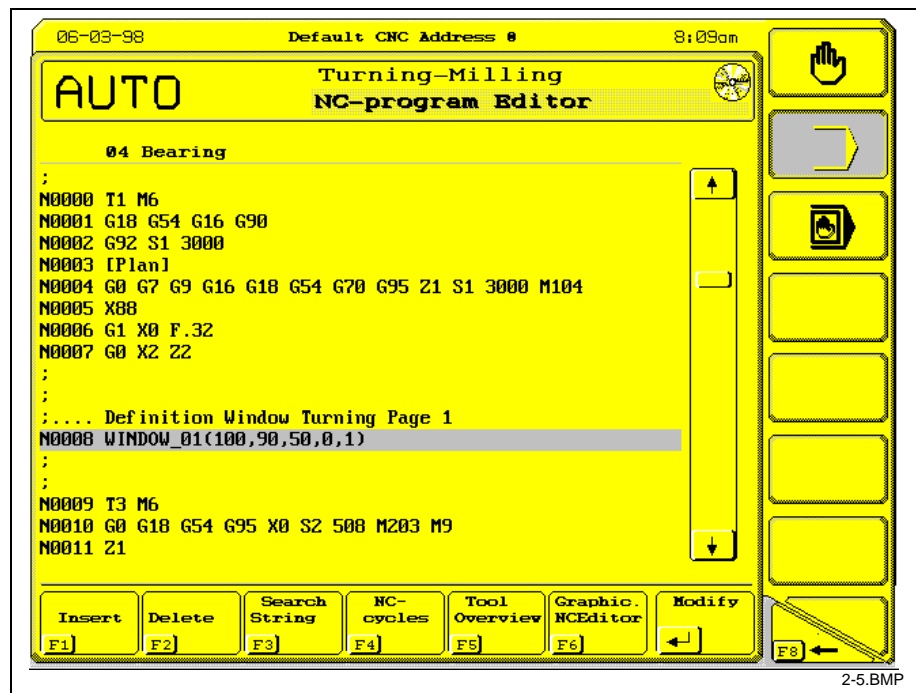 06-03-98 Default CNC Address 0 8:09am
AUTO
Turning-Milling
NC-program Editor
04 Bearing
;
N0000 T1 M6
N0001 G18 G54 G16 G90
N0002 G92 S1 3000
N0003 [Plan]
N0004 G0 G7 G9 G16 G18 G54 G70 G95 Z1 S1 3000 M104
N0005 X88
N0006 G1 X0 F.32
N0007 G0 X2 Z2
;
;
;.... Definition Window Turning Page 1
N0008 WINDOW_01(100,90,50,0,1)
;
;
N0009 T3 M6
N0010 G0 G18 G54 G95 X0 S2 508 M203 M9
N0011 Z1
Insert F1
Delete F2
Search String F3
NC-cycles F4
Tool Overview F5
Graphic. NCEditor F6
Modify
F8
2-5.BMP